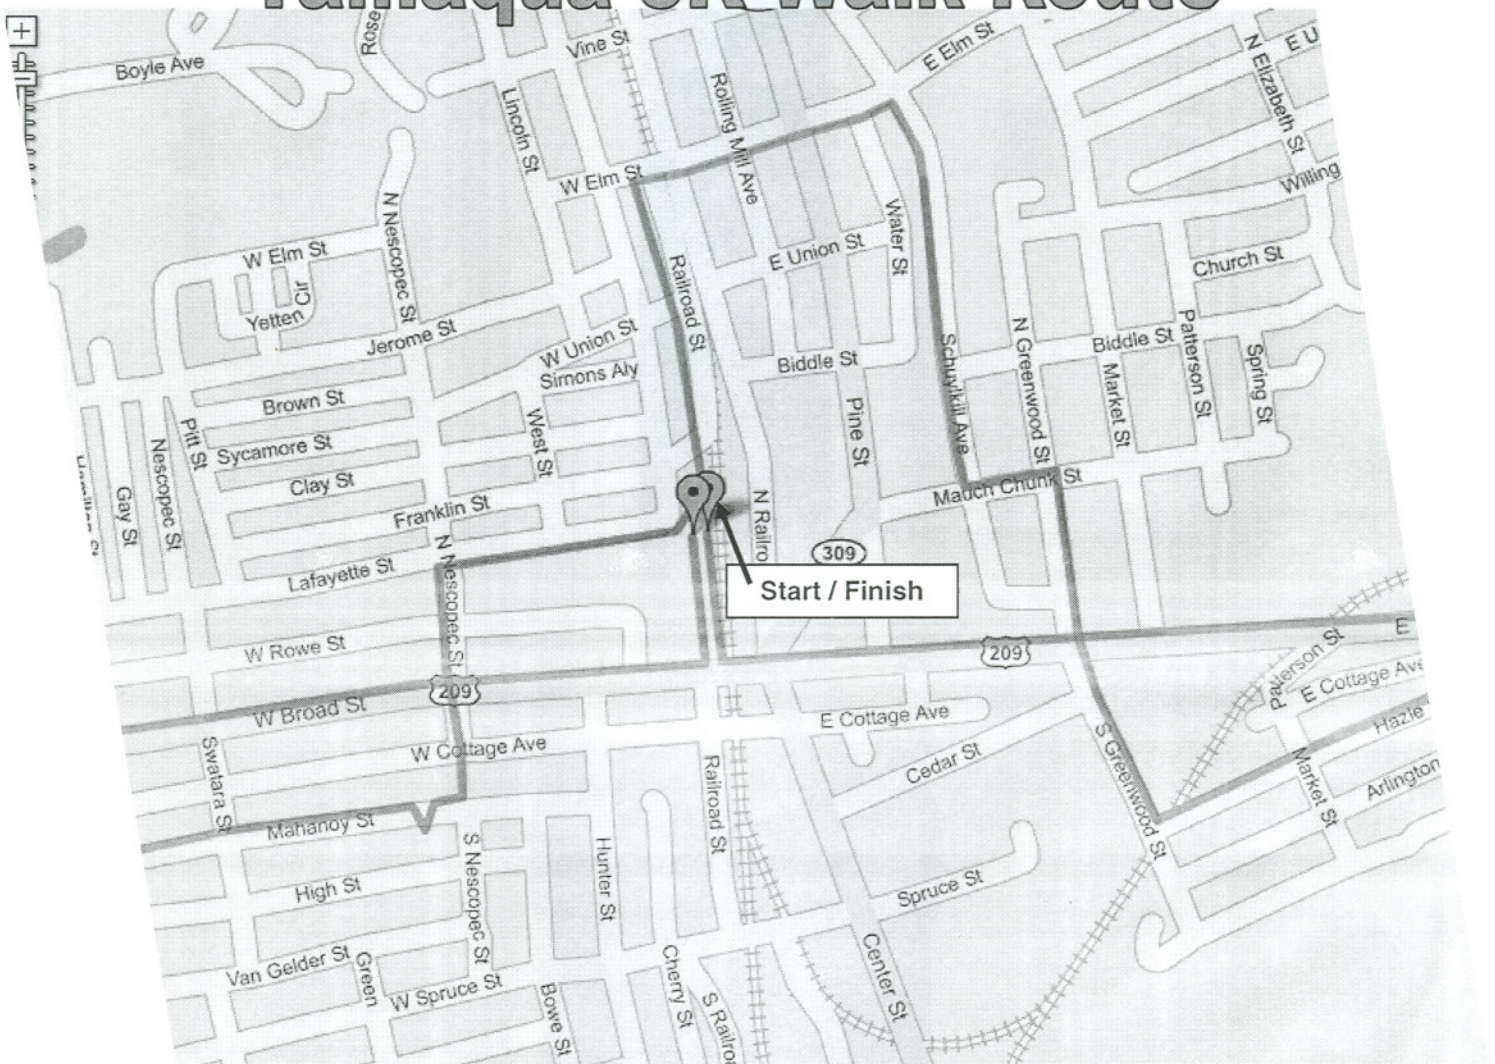 Tamaqua 5K Walk Route
+
Boyle Ave
Rose
Vine St
E Elm St
E U
N Elizabeth St
Lincoln St
Rolling Mill Ave
W Elm St
Willing
N Nescopec St
Water St
W Elm St
E Union St
Church St
Yetten Cir
Railroad St
Jerome St
W Union St
Simons Aly
Biddle St
Biddle St
Schuylkill Ave
N Greenwood St
Market St
Patterson St
Spring St
Brown St
Pitt St
Sycamore St
West St
Pine St
Clay St
Nescopec St
Gay St
Franklin St
Mauch Chunk St
N Railro
309
Start / Finish
Lafayette St
N Nescopec St
W Rowe St
209
209
E
W Broad St
Patterson St
E Cottage Ave
E Cottage Ave
W Cottage Ave
Swatara St
Hazle
Cedar St
S Greenwood St
Market St
Arlington
Railroad St
Mahanoy St
S Nescopec St
Hunter St
High St
Spruce St
Van Gelder St
Green
W Spruce St
Bowe St
Cherry St
S Railro
Center St